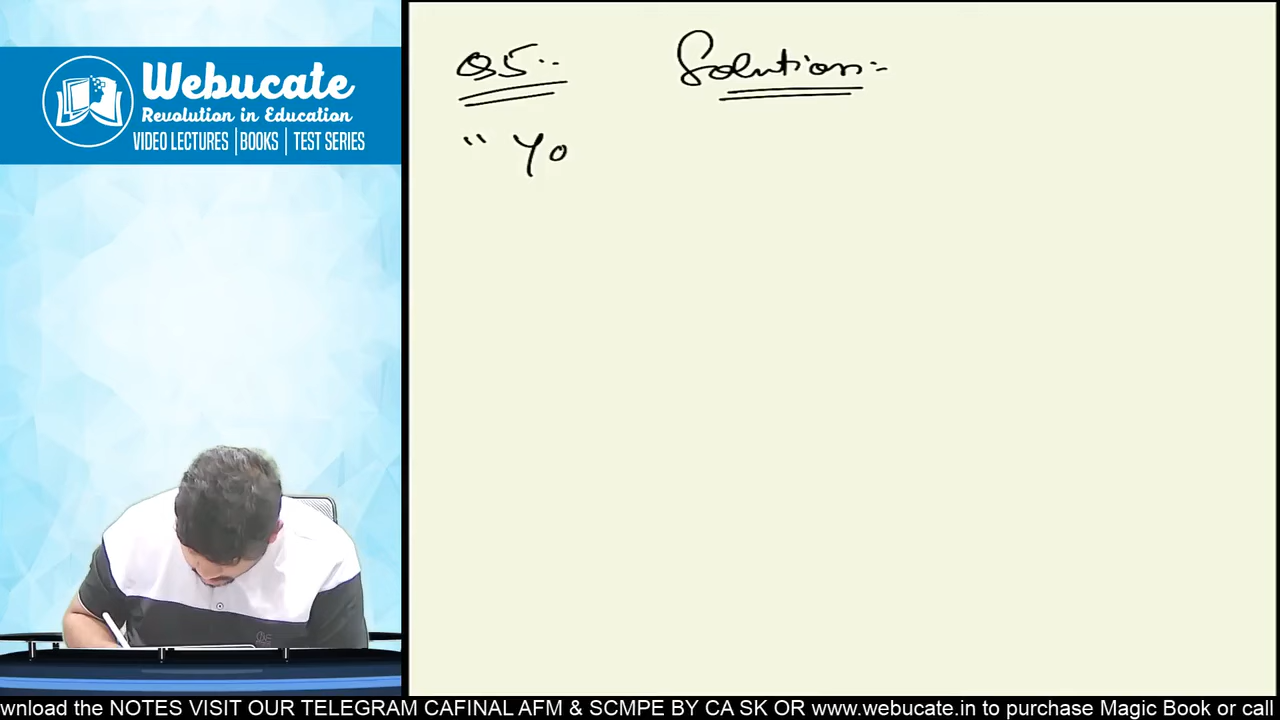 Webucate
Revolution in Education
VIDEO LECTURES | BOOKS | TEST SERIES
Q5:- Solution:-
" Yo
wnload the NOTES VISIT OUR TELEGRAM CAFINAL AFM & SCMPE BY CA SK OR www.webucate.in to purchase Magic Book or call